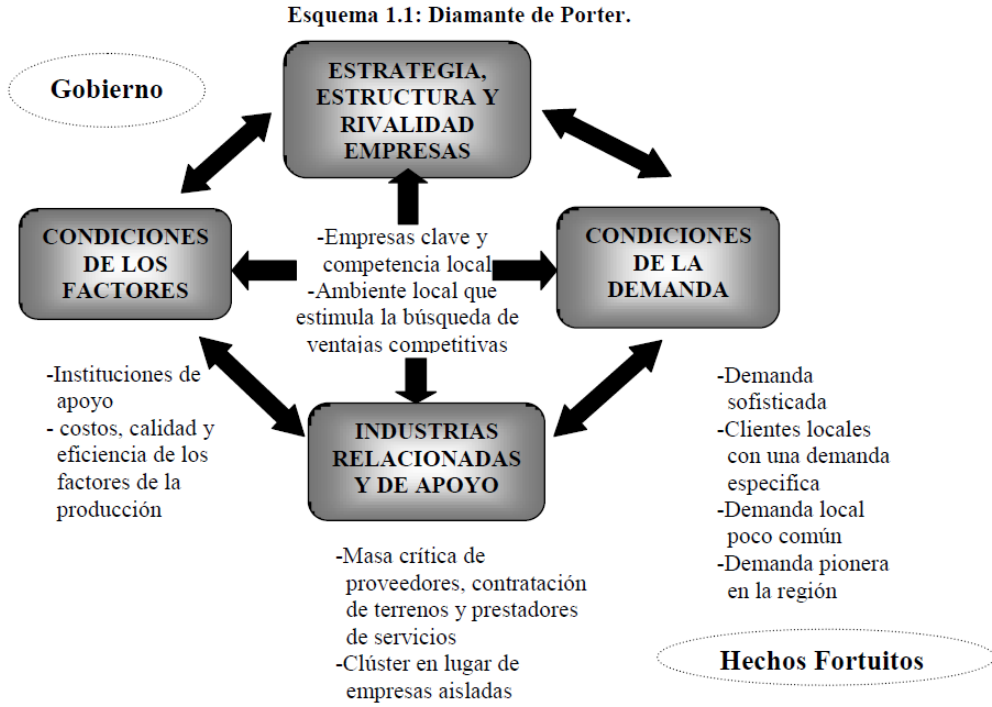 Esquema 1.1: Diamante de Porter.
Gobierno
ESTRATEGIA,
ESTRUCTURA Y
RIVALIDAD
EMPRESAS
CONDICIONES
DE LOS
FACTORES
-Empresas clave y
competencia local
-Ambiente local que
estimula la búsqueda de
ventajas competitivas
CONDICIONES
DE LA
DEMANDA
-Instituciones de
apoyo
- costos, calidad y
eficiencia de los
factores de la
producción
INDUSTRIAS
RELACIONADAS
Y DE APOYO
-Demanda
sofisticada
-Clientes locales
con una demanda
especifica
-Demanda local
poco común
-Demanda pionera
en la región
-Masa crítica de
proveedores, contratación
de terrenos y prestadores
de servicios
-Clúster en lugar de
empresas aisladas
Hechos Fortuitos